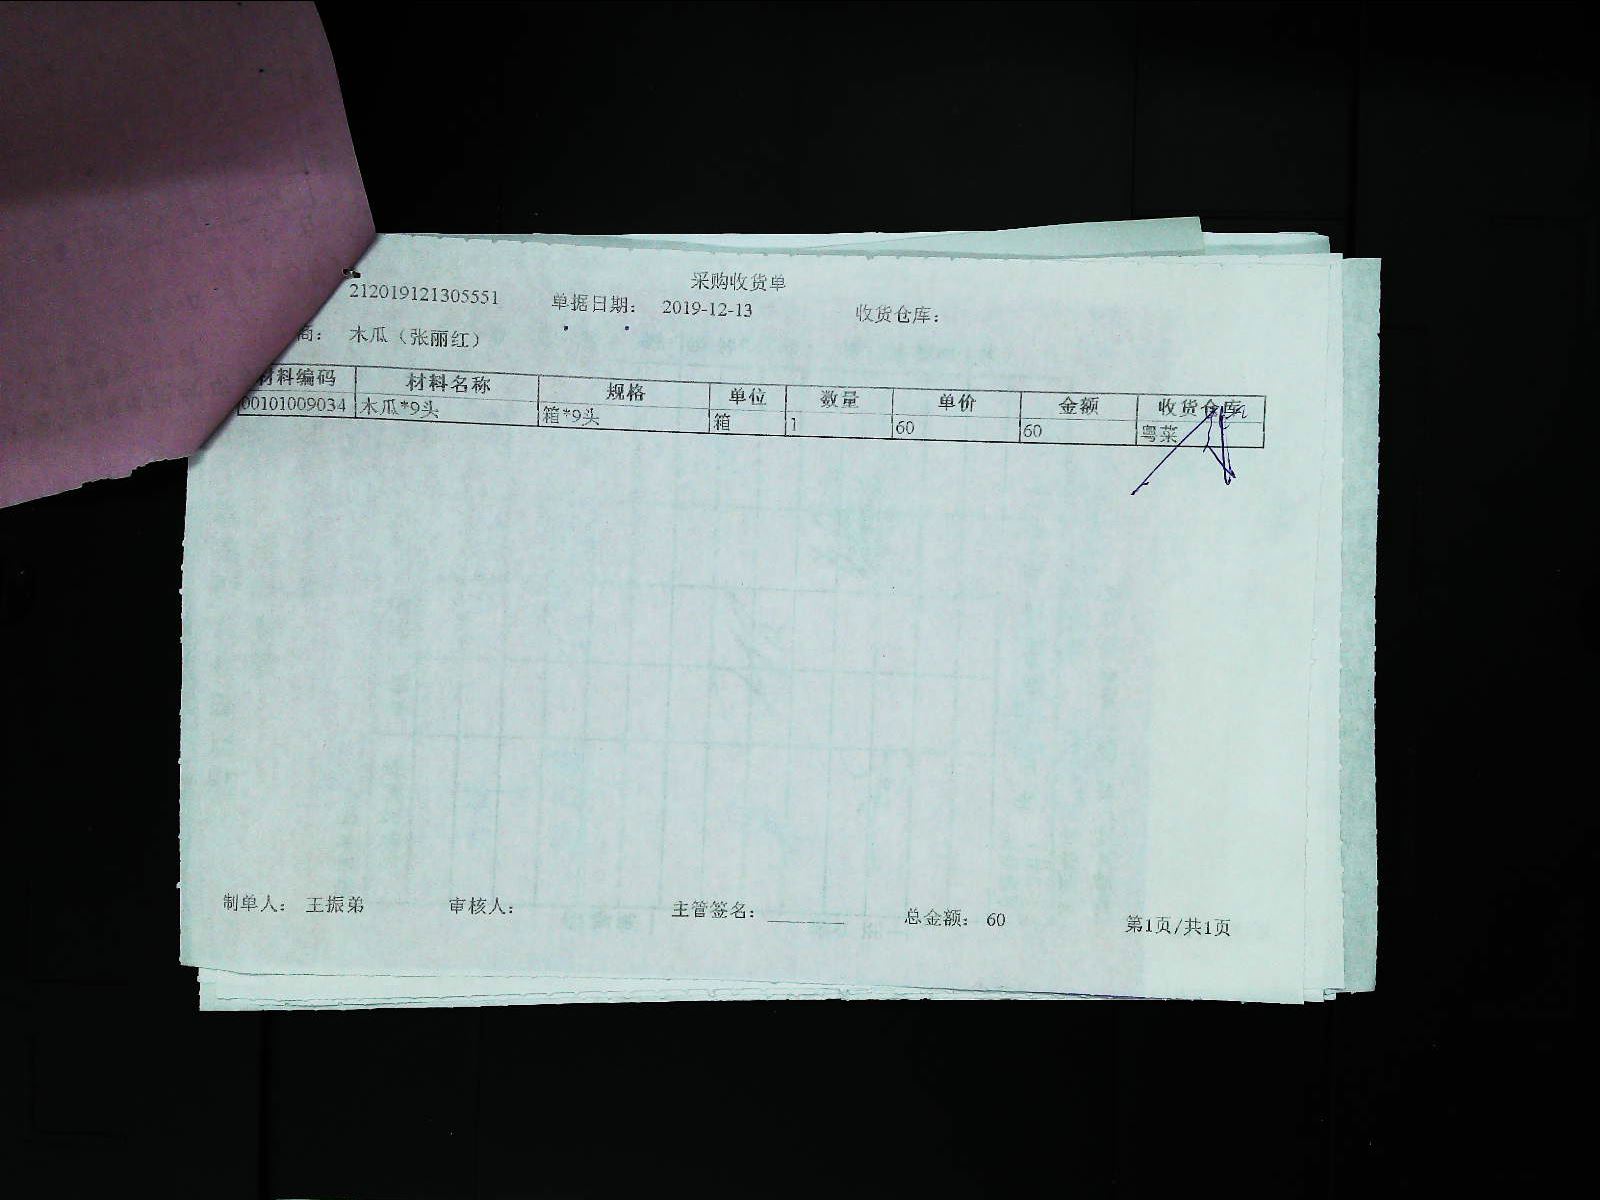 采购收货单
212019121305551 单据日期： 2019-12-13 收货仓库：
商： 木瓜（张丽红）
材料编码 材料名称 规格 单位 数量 单价 金额 收货仓库
00101009034 木瓜*9头 箱*9头 箱 1 60 60 粤菜
制单人： 王振弟 审核人： 主管签名： 总金额： 60 第1页/共1页